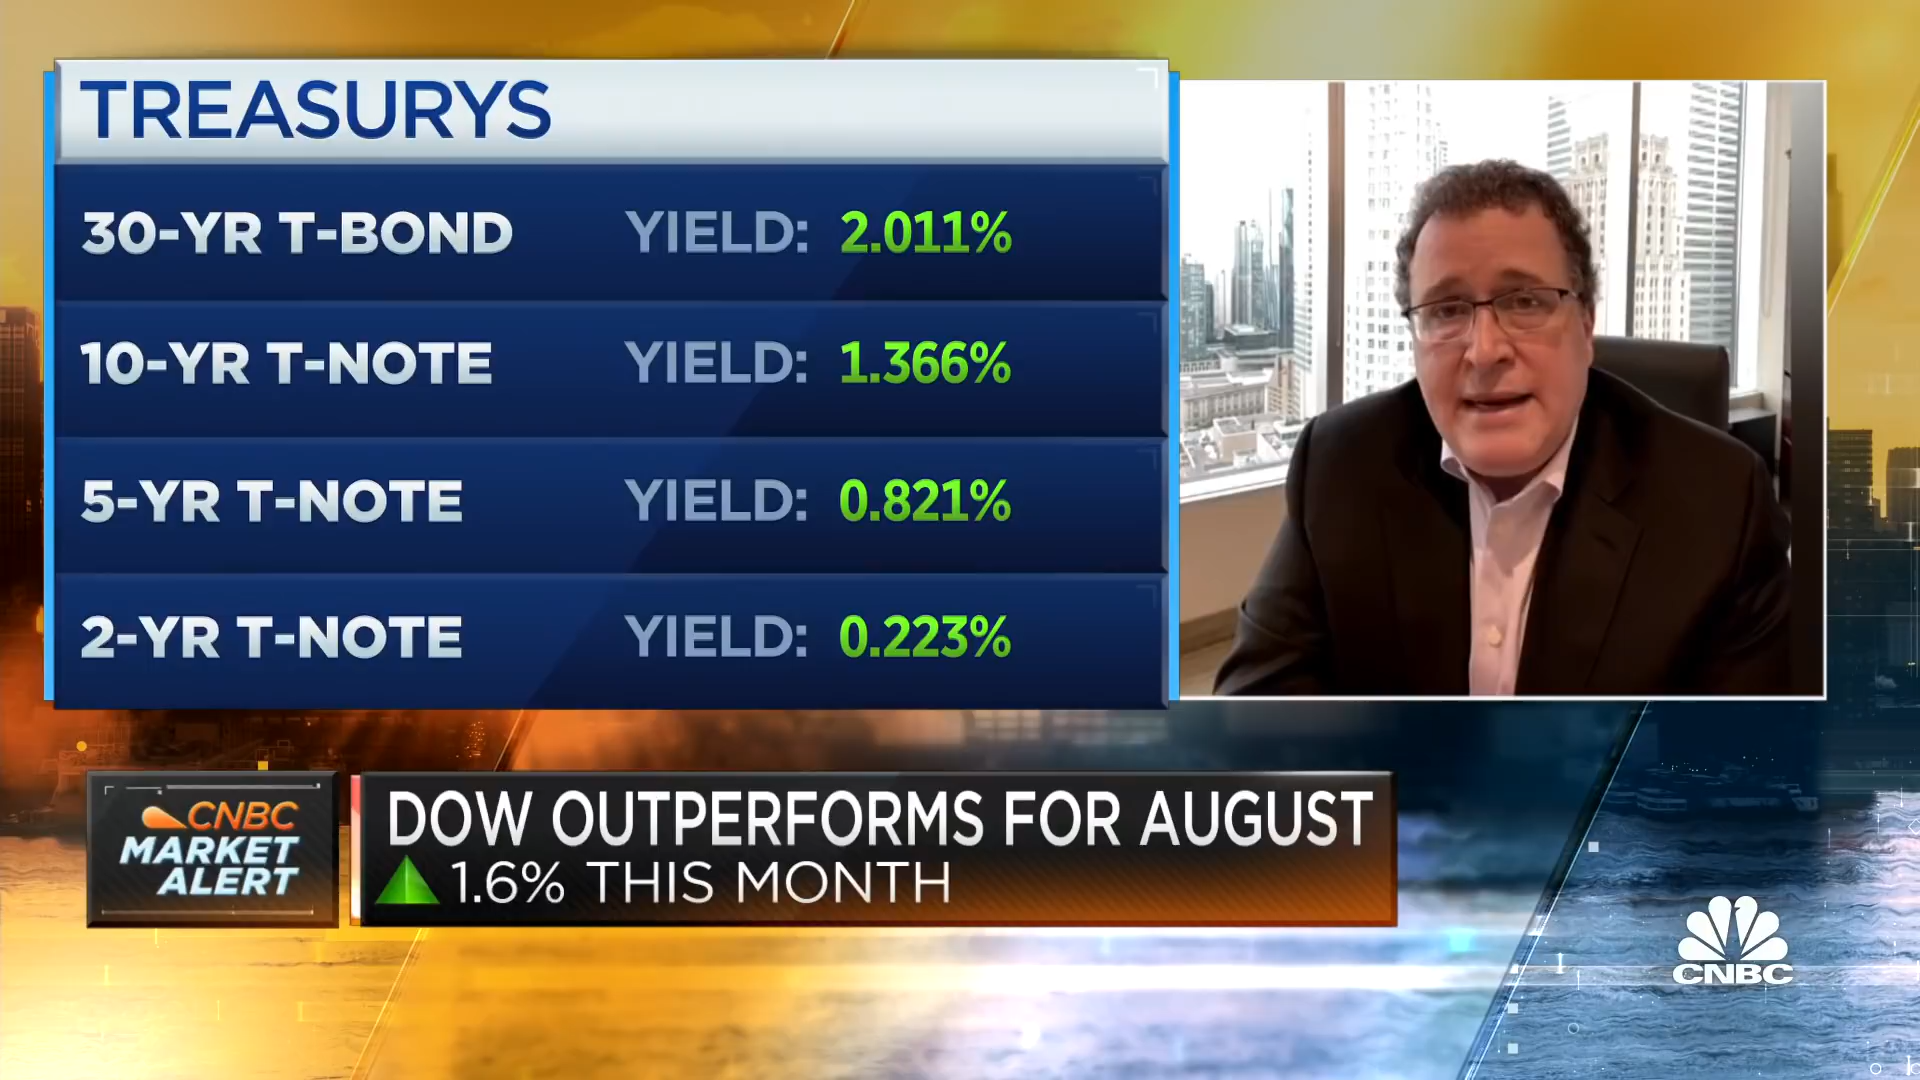 TREASURYS
30-YR T-BOND YIELD: 2.011%
10-YR T-NOTE YIELD: 1.366%
5-YR T-NOTE YIELD: 0.821%
2-YR T-NOTE YIELD: 0.223%
CNBC
MARKET
ALERT
DOW OUTPERFORMS FOR AUGUST
1.6% THIS MONTH
CNBC